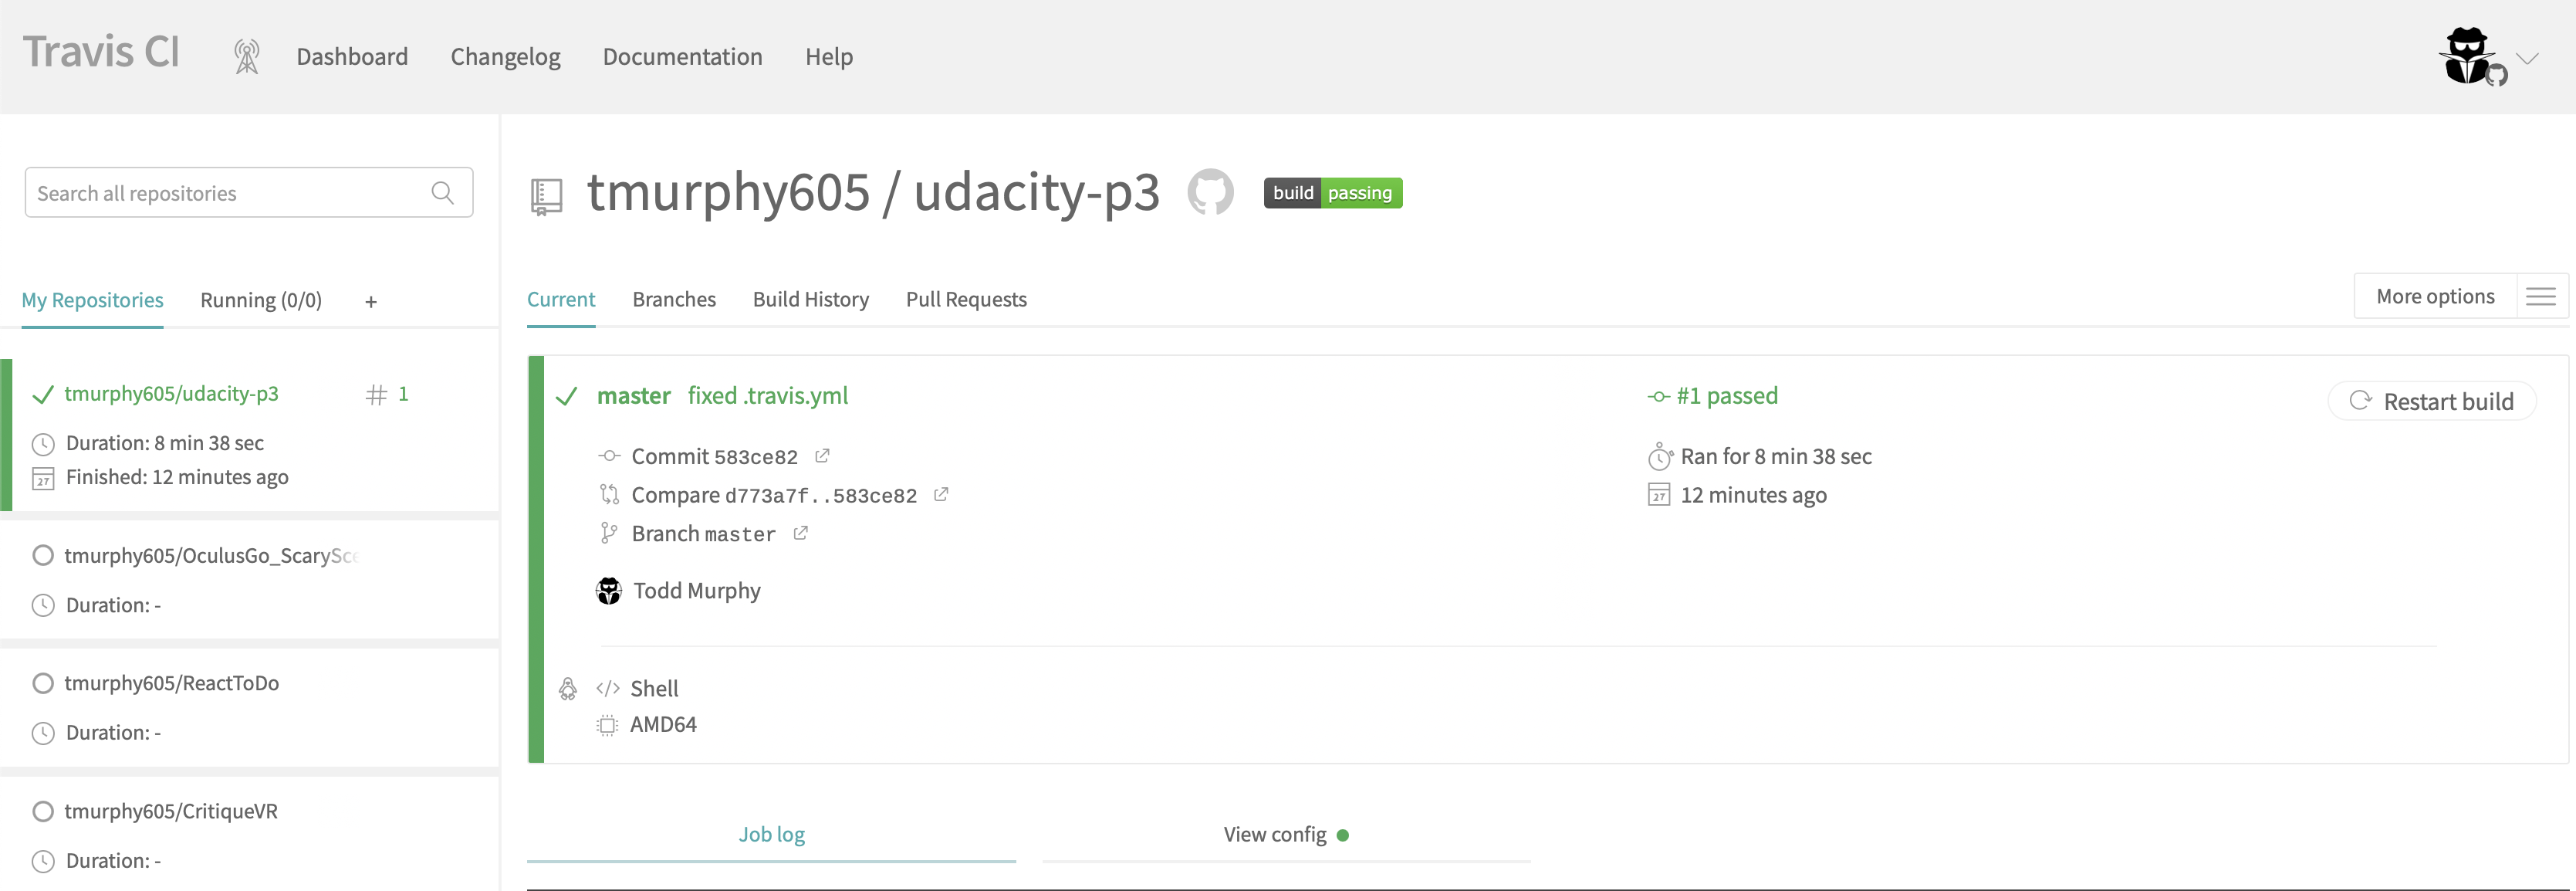 Travis CI
Dashboard Changelog Documentation Help
Search all repositories
My Repositories Running (0/0) +
tmurphy605/udacity-p3 # 1
Duration: 8 min 38 sec
27 Finished: 12 minutes ago
tmurphy605/OculusGo_ScarySce
Duration: -
tmurphy605/ReactToDo
Duration: -
tmurphy605/CritiqueVR
Duration: -
tmurphy605 / udacity-p3 build passing
Current Branches Build History Pull Requests More options
master fixed .travis.yml
Commit 583ce82
Compare d773a7f..583ce82
Branch master
Todd Murphy
#1 passed
Ran for 8 min 38 sec
27 12 minutes ago
Restart build
</> Shell
AMD64
Job log View config